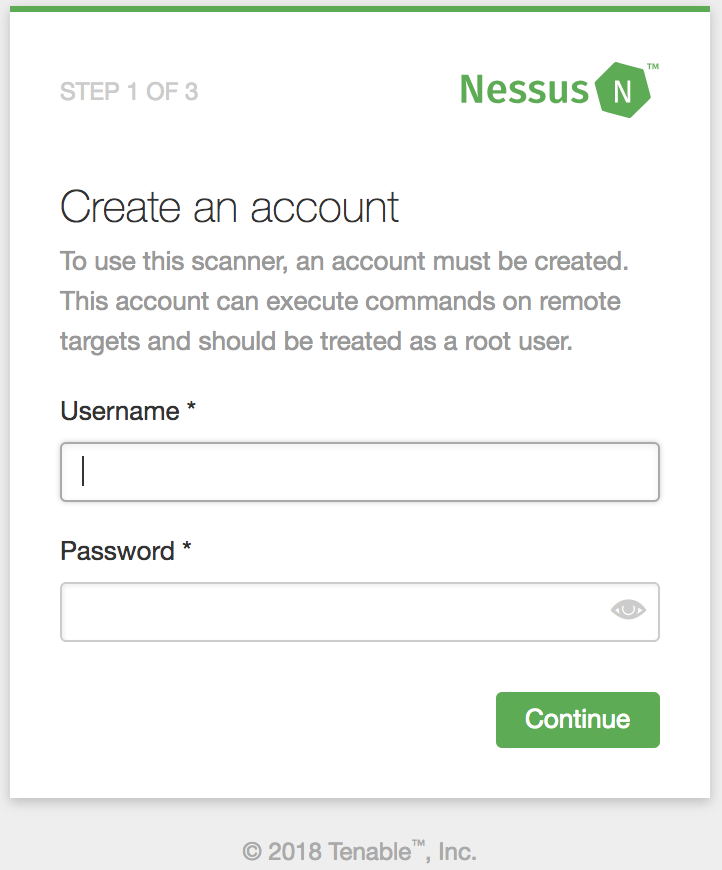 STEP 1 OF 3
Nessus N™
Create an account
To use this scanner, an account must be created.
This account can execute commands on remote
targets and should be treated as a root user.
Username *
Password *
Continue
© 2018 Tenable™, Inc.